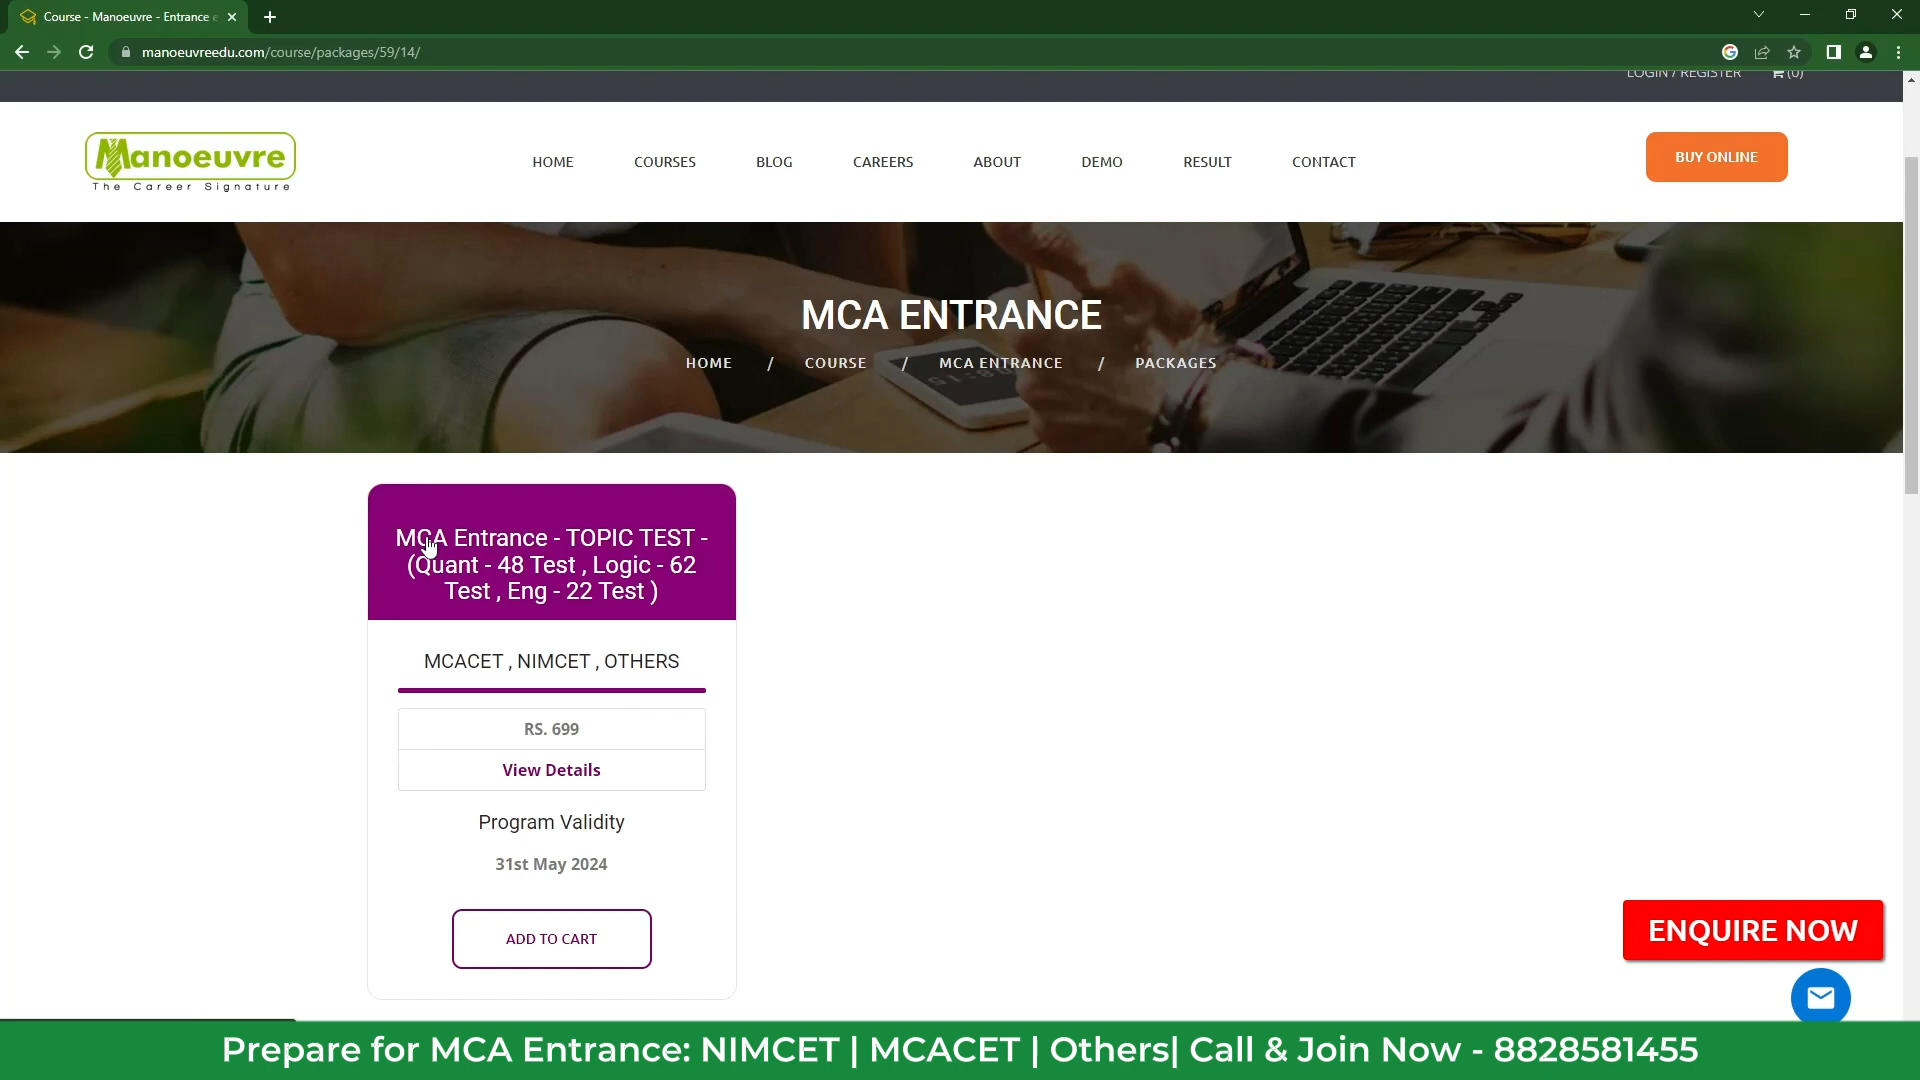 Course - Manoeuvre - Entrance e
manoeuvreedu.com/course/packages/59/14/
LOGIN / REGISTER (0)
Manoeuvre
The Career Signature
HOME COURSES BLOG CAREERS ABOUT DEMO RESULT CONTACT
BUY ONLINE
MCA ENTRANCE
HOME / COURSE / MCA ENTRANCE / PACKAGES
MCA Entrance - TOPIC TEST -
(Quant - 48 Test , Logic - 62
Test , Eng - 22 Test )
MCACET , NIMCET , OTHERS
RS. 699
View Details
Program Validity
31st May 2024
ADD TO CART
ENQUIRE NOW
Prepare for MCA Entrance: NIMCET | MCACET | Others| Call & Join Now - 8828581455